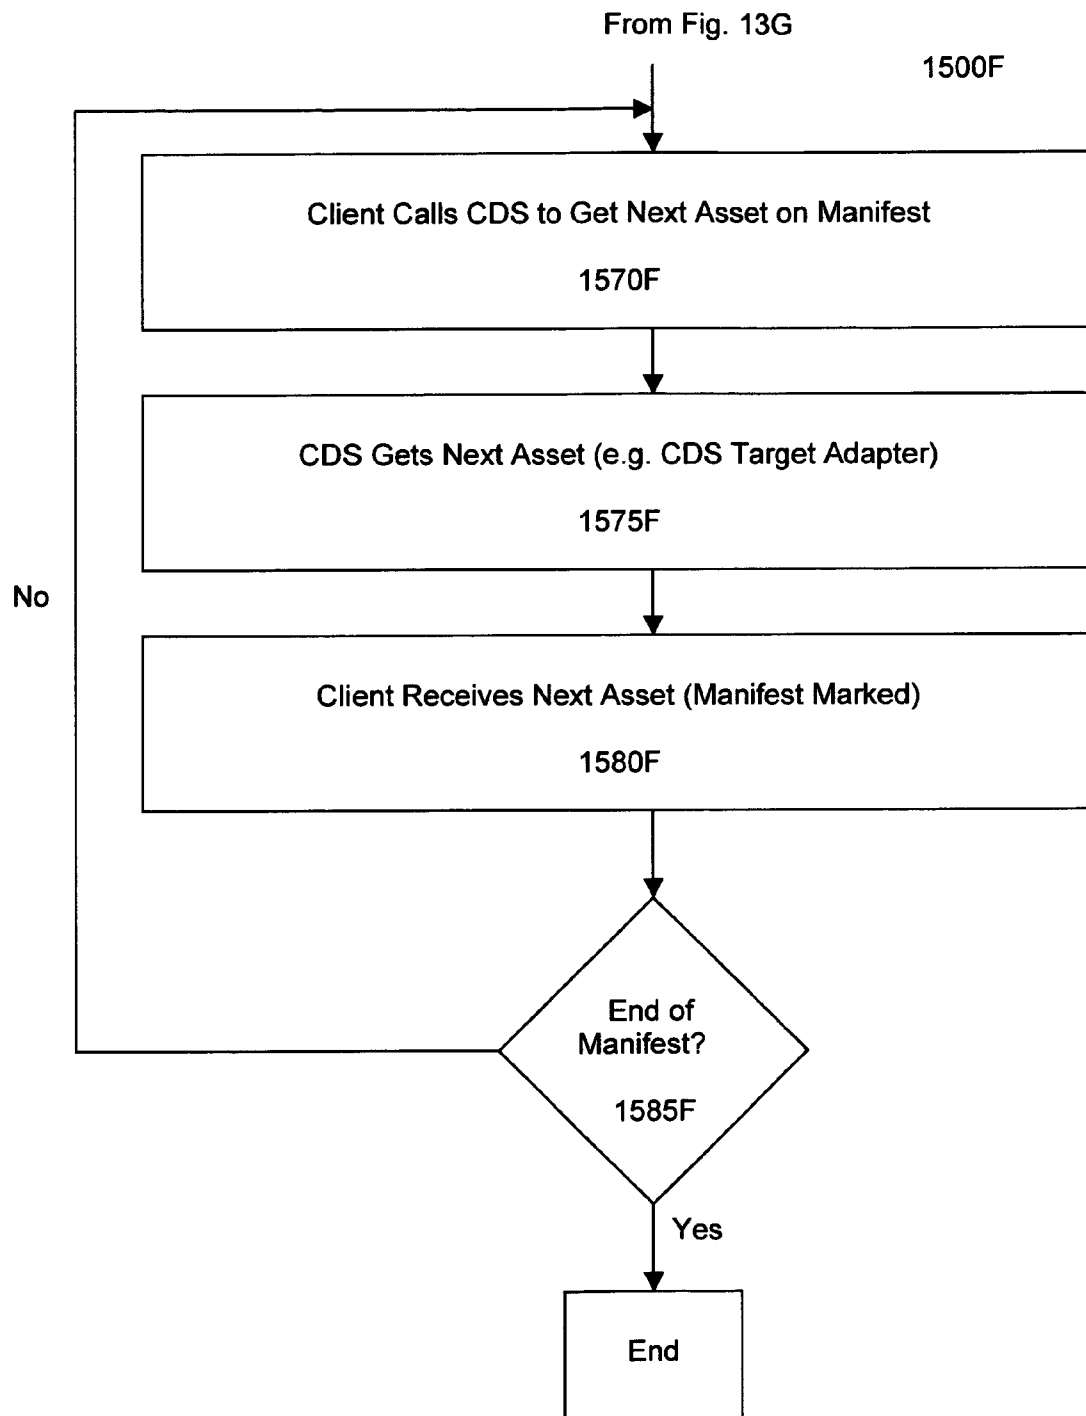 From Fig. 13G
1500F
Client Calls CDS to Get Next Asset on Manifest
1570F
CDS Gets Next Asset (e.g. CDS Target Adapter)
1575F
No
Client Receives Next Asset (Manifest Marked)
1580F
End of
Manifest?
1585F
Yes
End